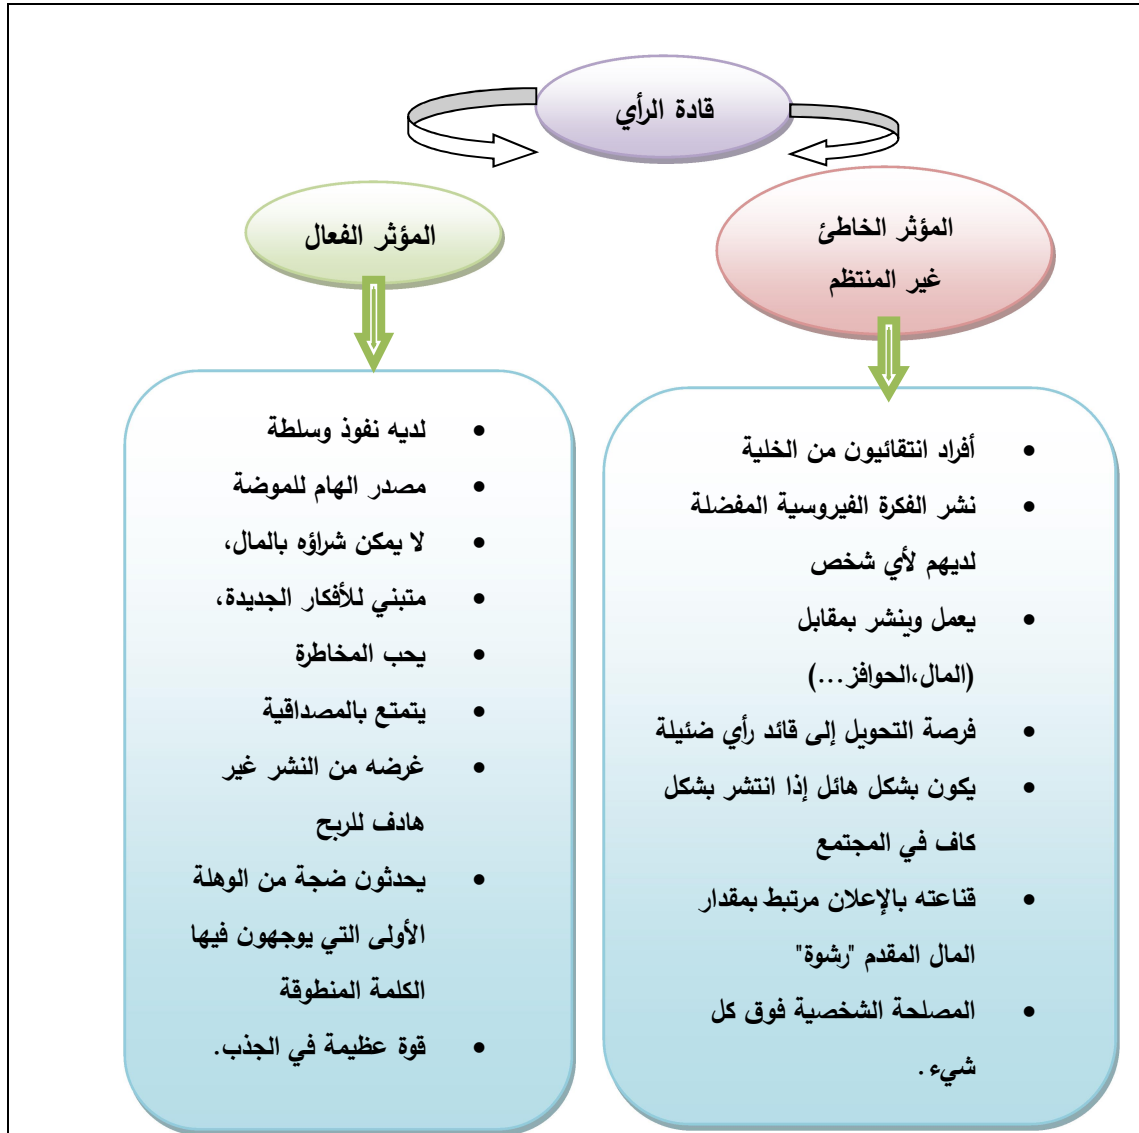 قادة الرأي
المؤثر الخاطئ
غير المنتظم
المؤثر الفعال
• أفراد انتقائيون من الخلية
• نشر الفكرة الفيروسية المفضلة
لديهم لأي شخص
• يعمل وينشر بمقابل
(المال،الحوافز...)
• فرصة التحويل إلى قائد رأي ضئيلة
• يكون بشكل هائل إذا انتشر بشكل
كاف في المجتمع
• قناعته بالإعلان مرتبط بمقدار
المال المقدم "رشوة"
• المصلحة الشخصية فوق كل
شيء.
• لديه نفوذ وسلطة
• مصدر الهام للموضة
• لا يمكن شراؤه بالمال،
• متبني للأفكار الجديدة،
• يحب المخاطرة
• يتمتع بالمصداقية
• غرضه من النشر غير
هادف للربح
• يحدثون ضجة من الوهلة
الأولى التي يوجهون فيها
الكلمة المنطوقة
• قوة عظيمة في الجذب.